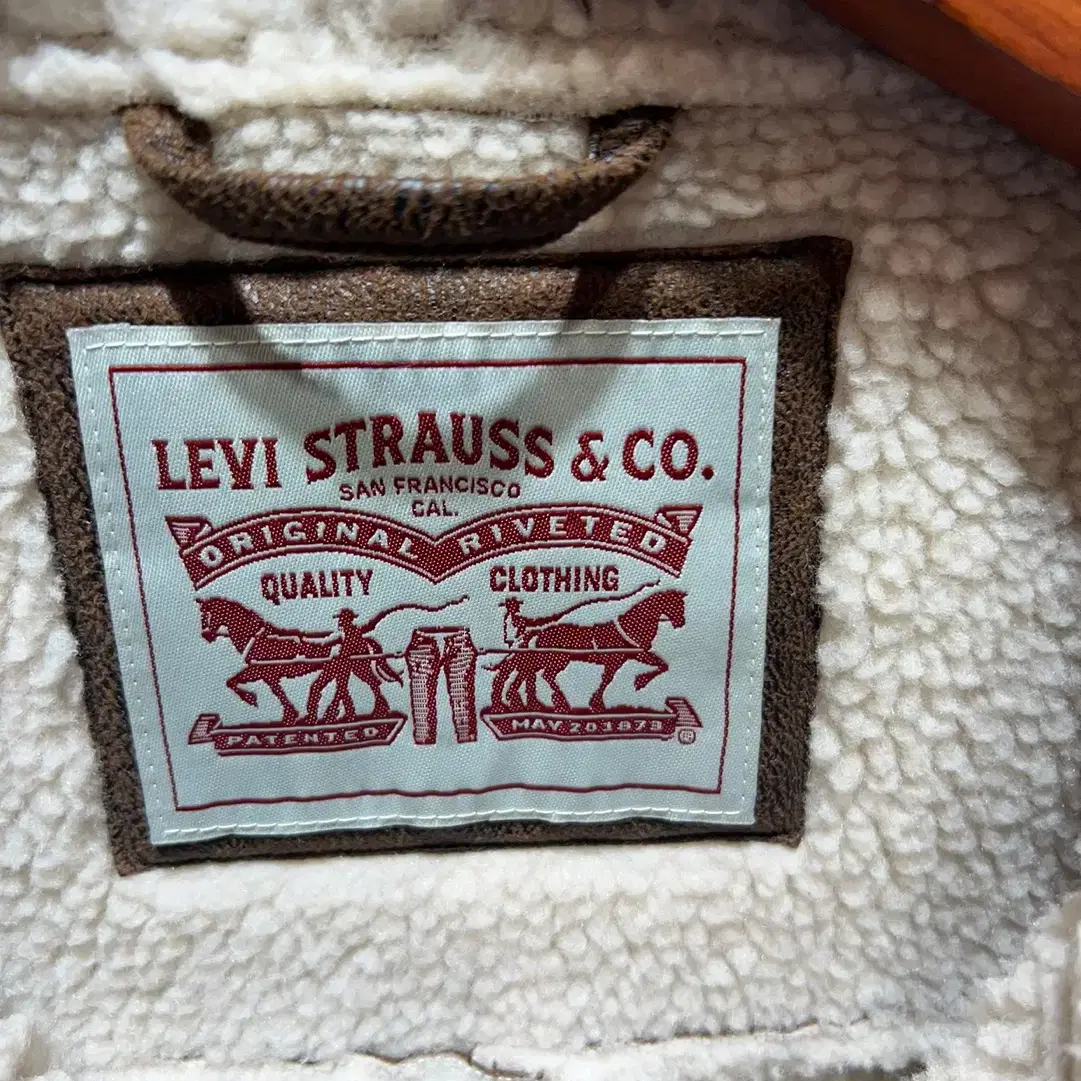 LEVI STRAUSS & CO.
SAN FRANCISCO
CAL.
ORIGINAL RIVETED
QUALITY CLOTHING
PATENTED MAY 20 1873
®